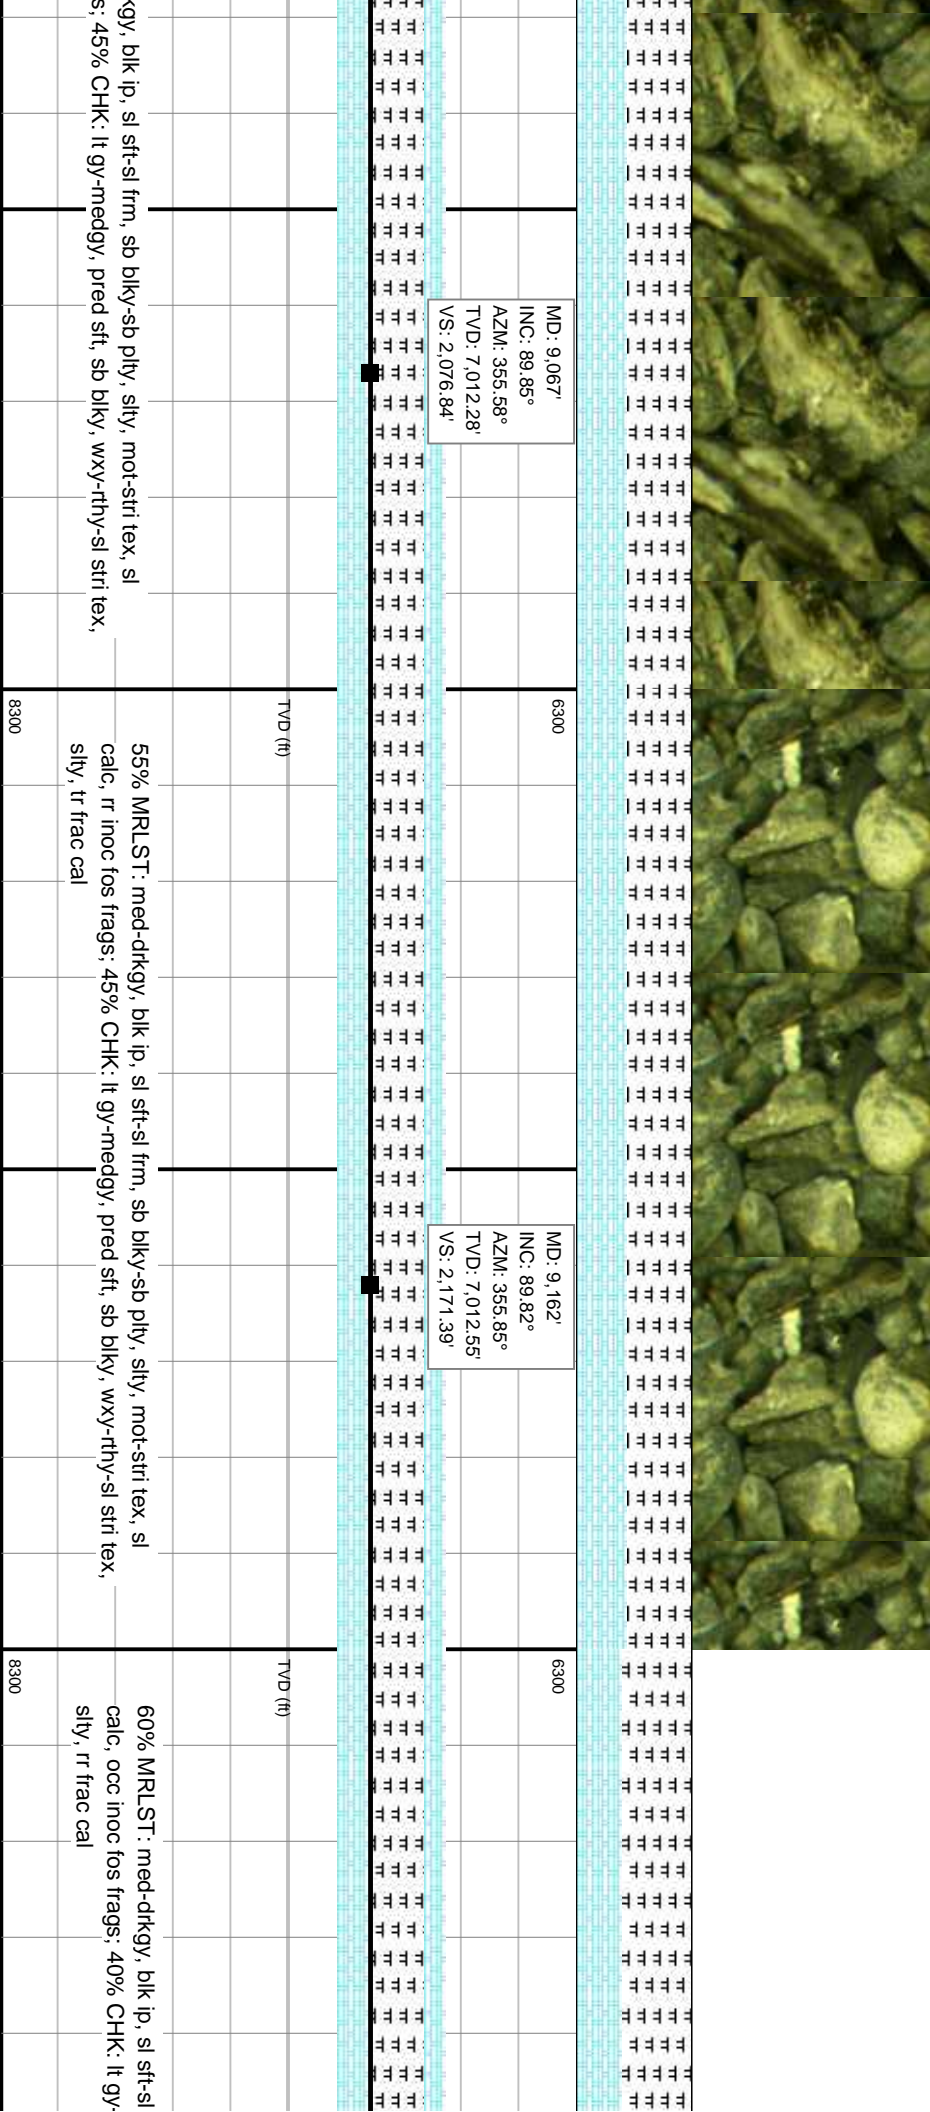 kgy, blk ip, sl sft-sl frm, sb blky-sb plty, slty, mot-stri tex, sl
s; 45% CHK: lt gy-medgy, pred sft, sb blky, wxy-rthy-sl stri tex,
MD: 9,067'
INC: 89.85°
AZM: 355.58°
TVD: 7,012.28'
VS: 2,076.84'
6300
TVD (ft)
8300
55% MRLST: med-drkgy, blk ip, sl sft-sl frm, sb blky-sb plty, slty, mot-stri tex, sl
calc, rr inoc fos frags; 45% CHK: lt gy-medgy, pred sft, sb blky, wxy-rthy-sl stri tex,
slty, tr frac cal
MD: 9,162'
INC: 89.82°
AZM: 355.85°
TVD: 7,012.55'
VS: 2,171.39'
6300
TVD (ft)
8300
60% MRLST: med-drkgy, blk ip, sl sft-sl
calc, occ inoc fos frags; 40% CHK: lt gy-
slty, rr frac cal